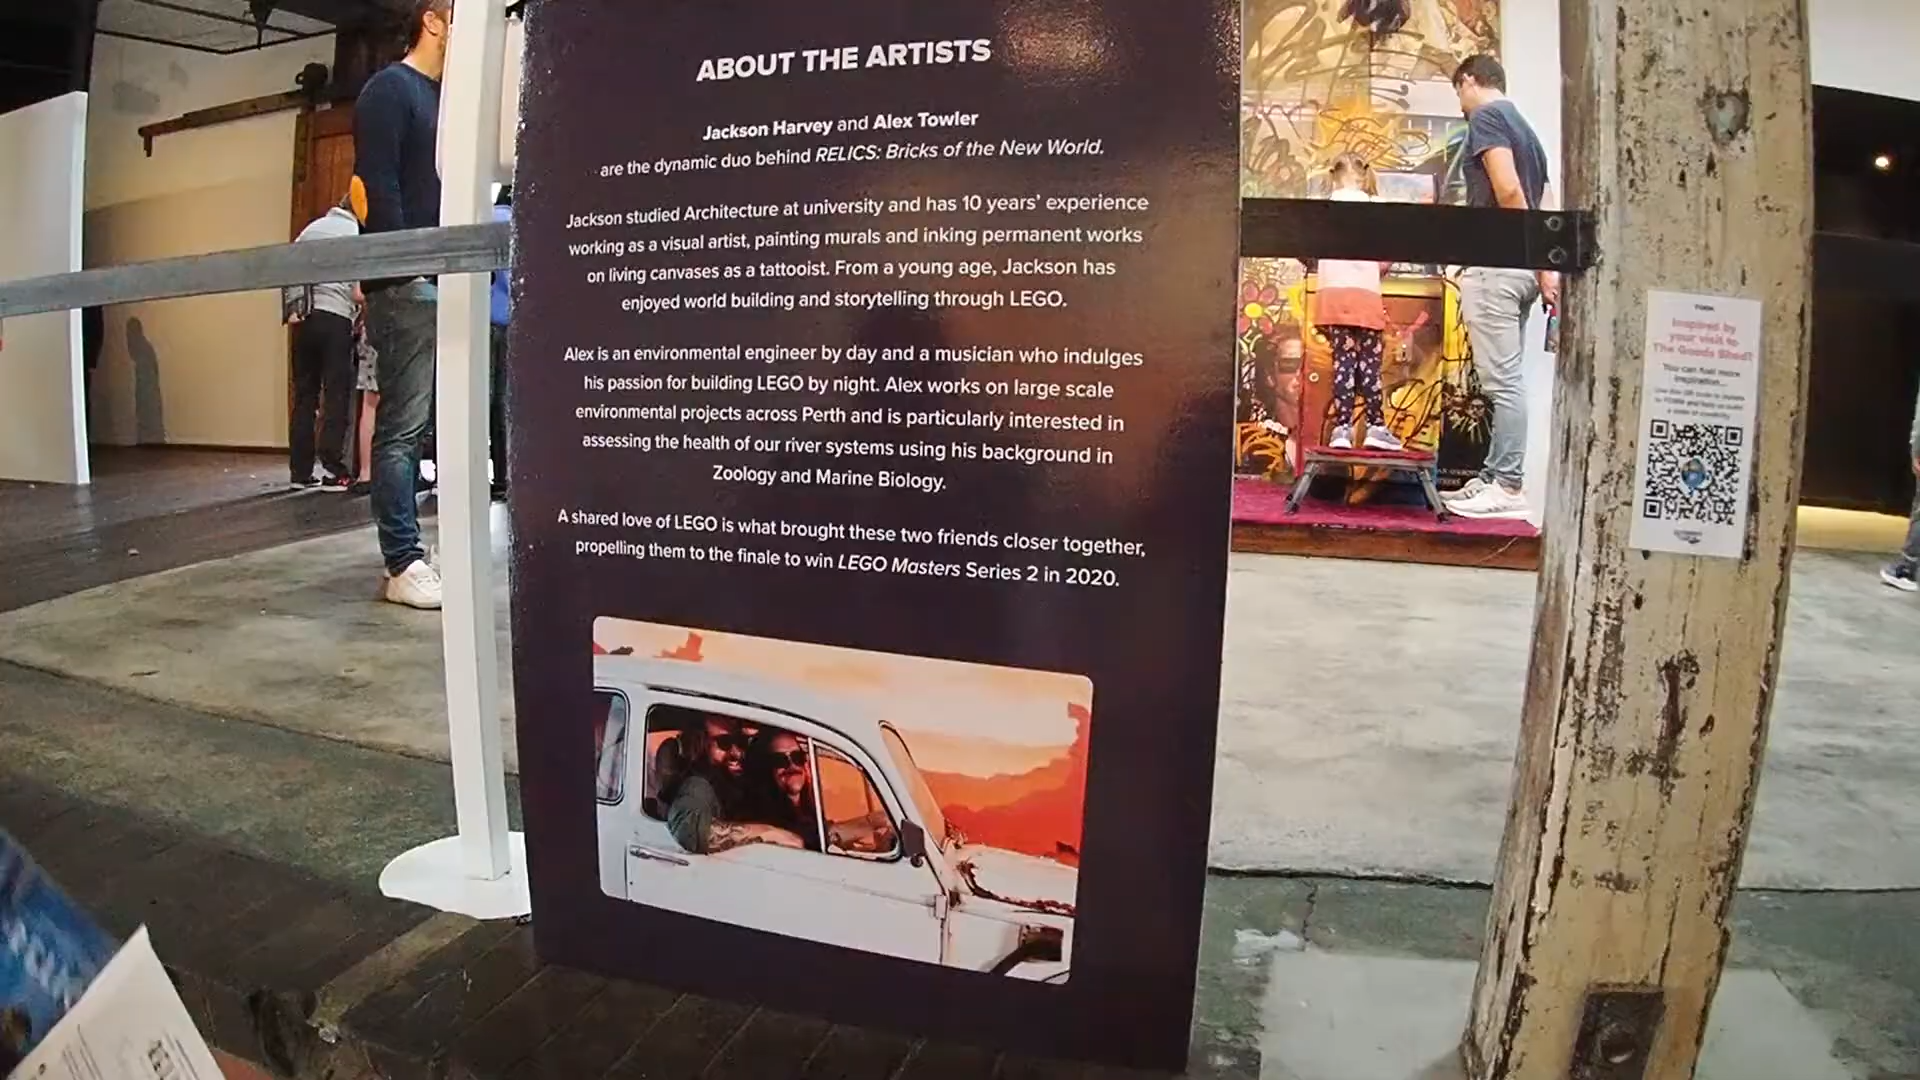 ABOUT THE ARTISTS
Jackson Harvey and Alex Towler
are the dynamic duo behind RELICS: Bricks of the New World.
Jackson studied Architecture at university and has 10 years’ experience
working as a visual artist, painting murals and inking permanent works
on living canvases as a tattooist. From a young age, Jackson has
enjoyed world building and storytelling through LEGO.
Alex is an environmental engineer by day and a musician who indulges
his passion for building LEGO by night. Alex works on large scale
environmental projects across Perth and is particularly interested in
assessing the health of our river systems using his background in
Zoology and Marine Biology.
A shared love of LEGO is what brought these two friends closer together,
propelling them to the finale to win LEGO Masters Series 2 in 2020.
Inspired by
your visit to
The Goods Shed?
You can fuel more
inspiration...